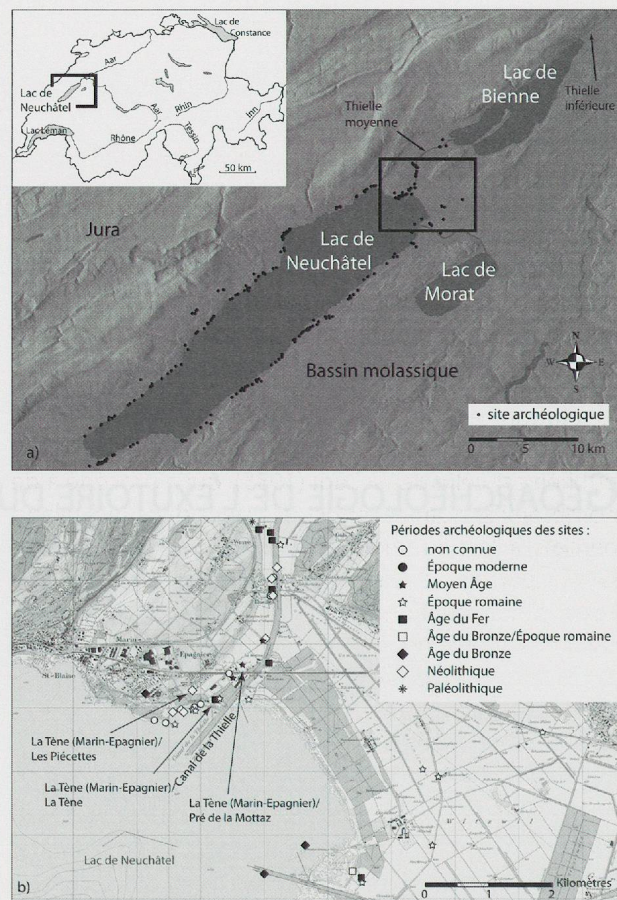 Lac de
Constance
Aar
Lac de
Neuchâtel
Aar
Rhin
Inn
Lac Léman
Rhône
Tessin
50 km
Lac de
Bienne
Thielle
inférieure
Thielle
moyenne
Jura
Lac de
Neuchâtel
Lac de
Morat
Bassin molassique
N
W
E
S
• site archéologique
0 5 10 km
a)
Périodes archéologiques des sites :
non connue
Époque moderne
Moyen Âge
Époque romaine
Âge du Fer
Âge du Bronze/Époque romaine
Âge du Bronze
Néolithique
Paléolithique
Marin
Epagnier
St-Blaise
La Tène (Marin-Epagnier)/
Les Piécettes
La Tène (Marin-Epagnier)/
La Tène
Canal de la Thielle
La Tène (Marin-Epagnier)/
Pré de la Mottaz
Witzwil
Lac de Neuchâtel
Kilomètres
0 1 2
b)